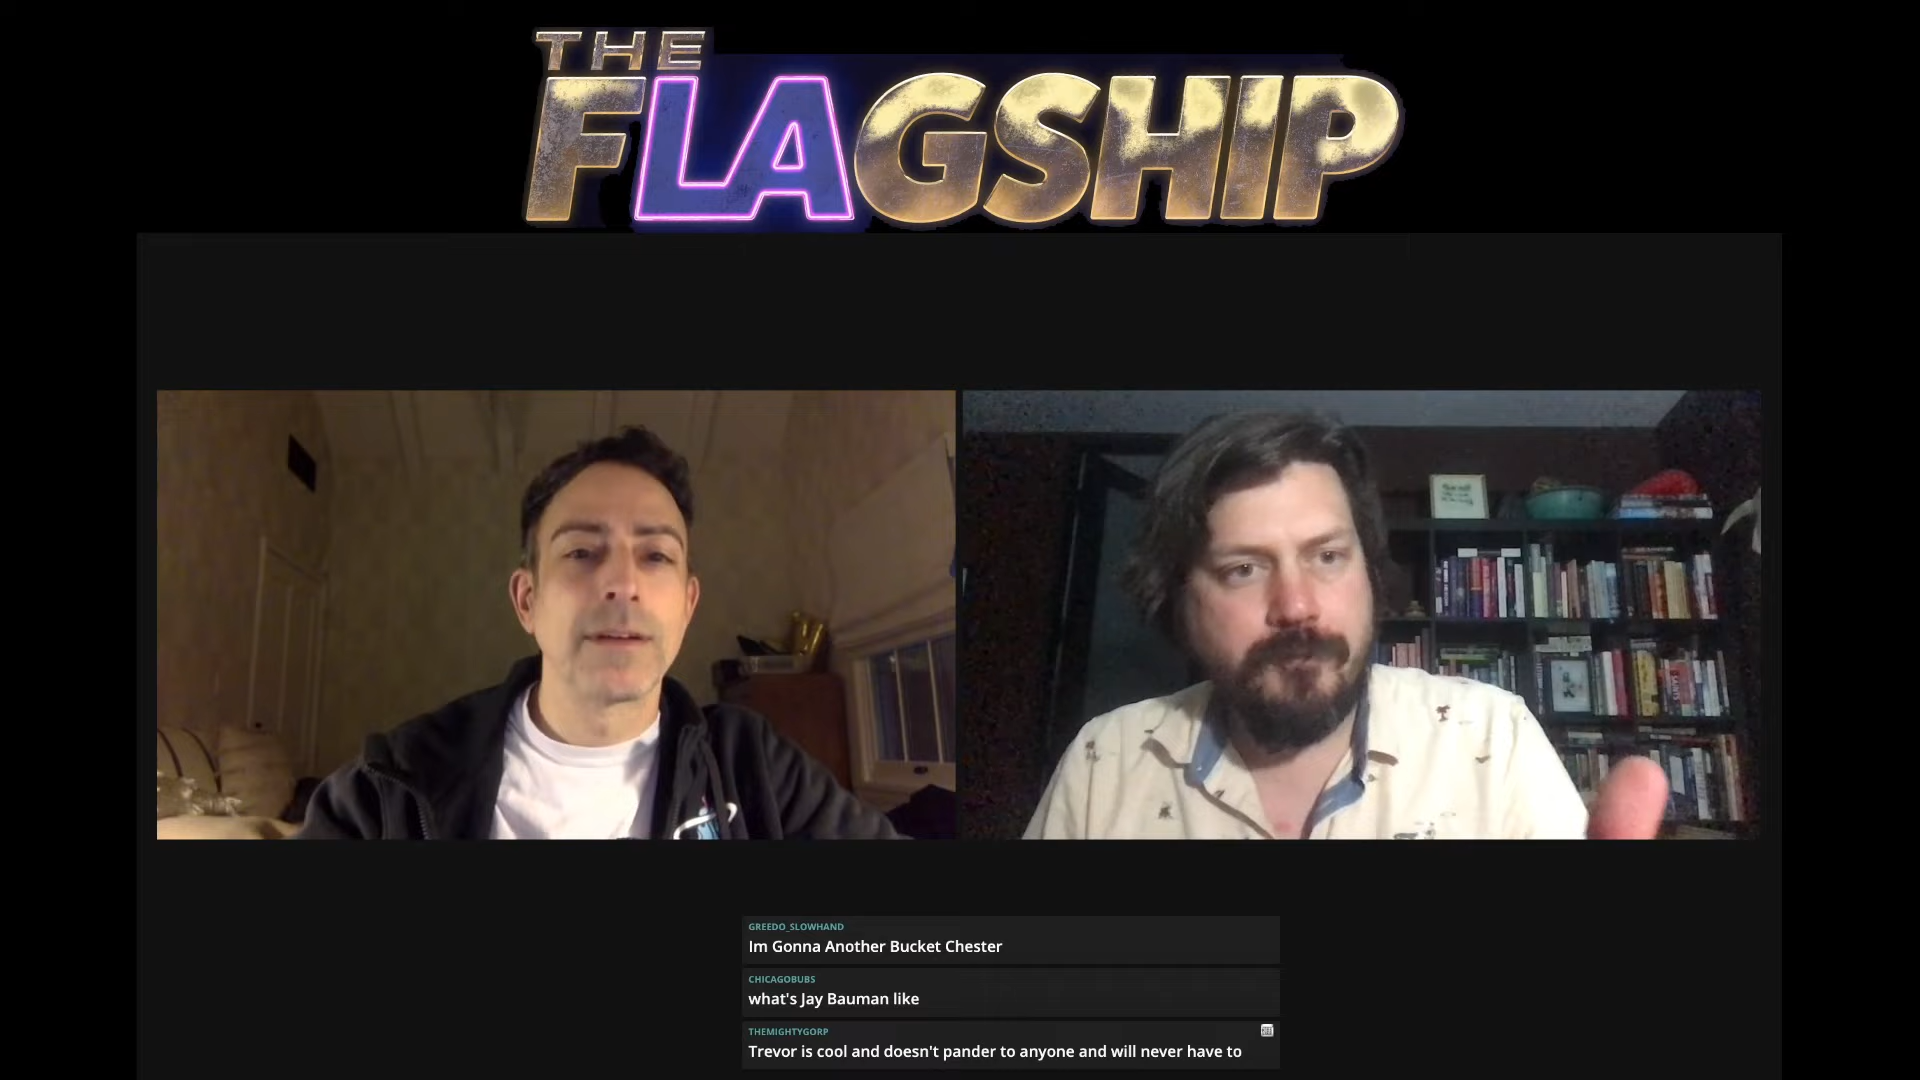 THE
FLAGSHIP
GREEDO_SLOWHAND
Im Gonna Another Bucket Chester
CHICAGOBUBS
what's Jay Bauman like
THEMIGHTYGORP
Trevor is cool and doesn't pander to anyone and will never have to